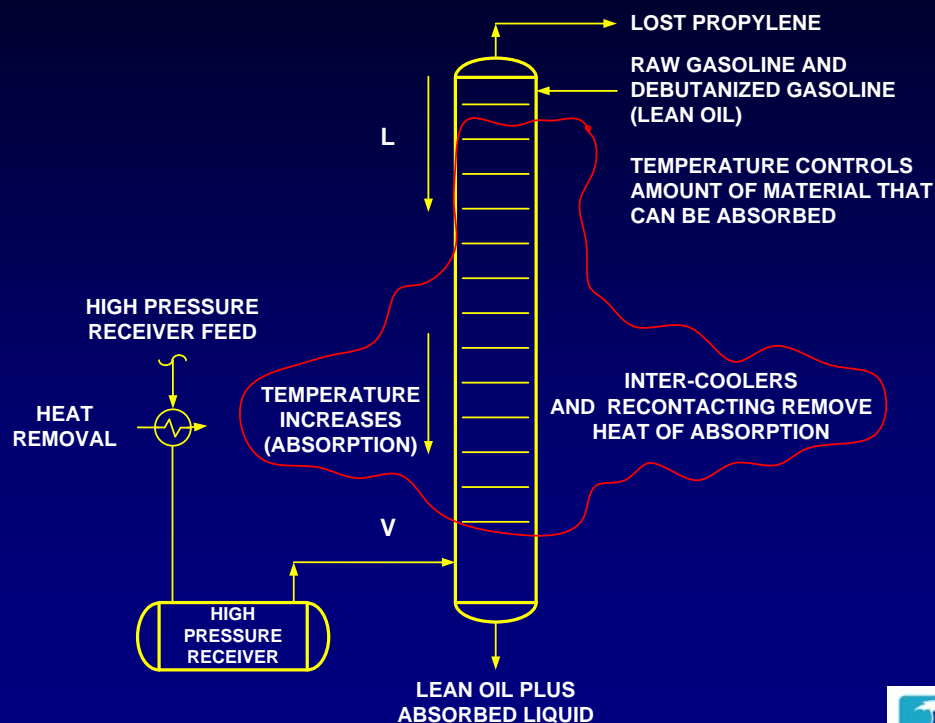 LOST PROPYLENE
RAW GASOLINE AND
DEBUTANIZED GASOLINE
(LEAN OIL)
L
TEMPERATURE CONTROLS
AMOUNT OF MATERIAL THAT
CAN BE ABSORBED
HIGH PRESSURE
RECEIVER FEED
HEAT
REMOVAL
TEMPERATURE
INCREASES
(ABSORPTION)
INTER-COOLERS
AND RECONTACTING REMOVE
HEAT OF ABSORPTION
V
HIGH
PRESSURE
RECEIVER
LEAN OIL PLUS
ABSORBED LIQUID